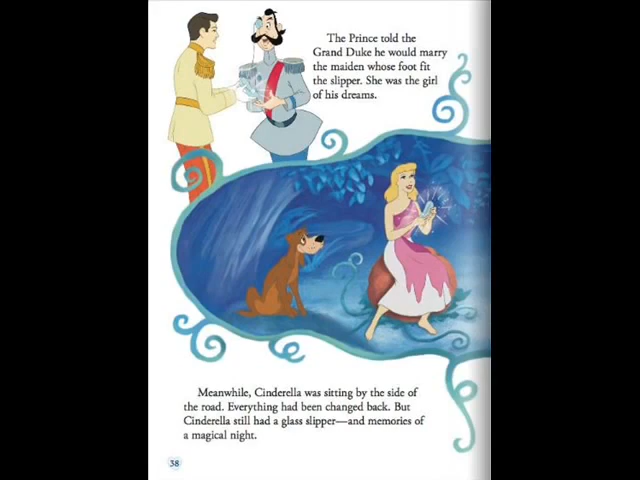 The Prince told the
Grand Duke he would marry
the maiden whose foot fit
the slipper. She was the girl
of his dreams.
Meanwhile, Cinderella was sitting by the side of
the road. Everything had been changed back. But
Cinderella still had a glass slipper—and memories of
a magical night.
38